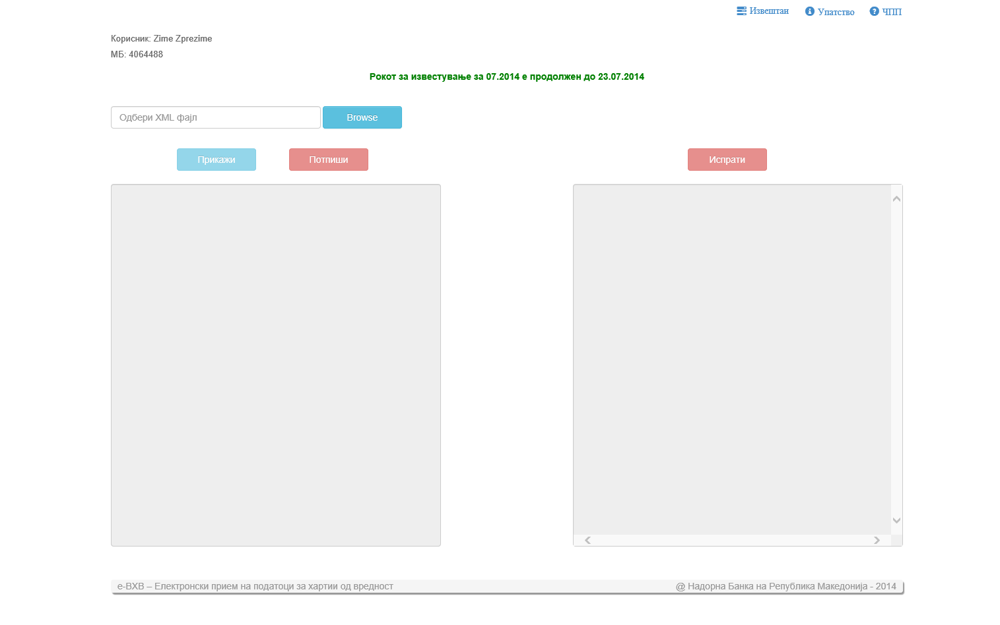 Извештаи Упатство ЧПП
Корисник: Zime Zprezime
МБ: 4064488
Рокот за известување за 07.2014 е продолжен до 23.07.2014
Одбери XML фајл Browse
Прикажи Потпиши Испрати
е-ВХВ – Електронски прием на податоци за хартии од вредност @ Надорна Банка на Република Македонија - 2014